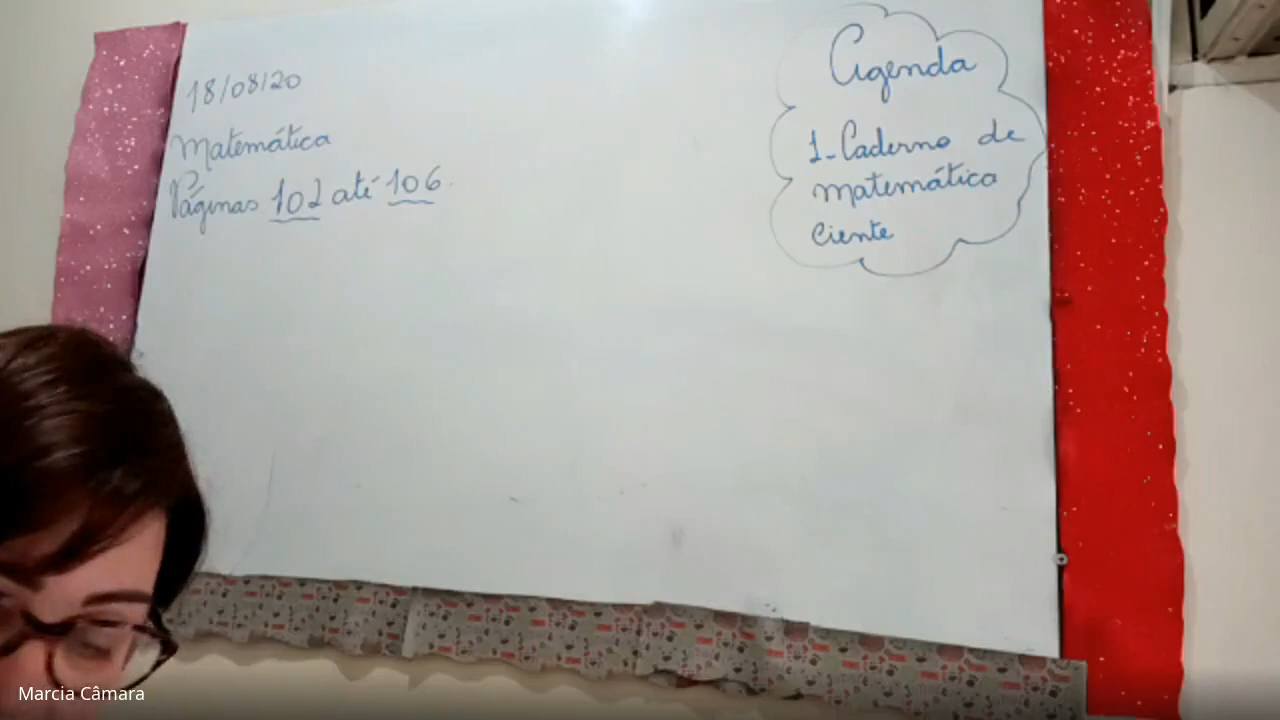 18/08/20
Matemática
Páginas 102 até 106.
Agenda
1-Caderno de
matemática
Ciente
Marcia Câmara